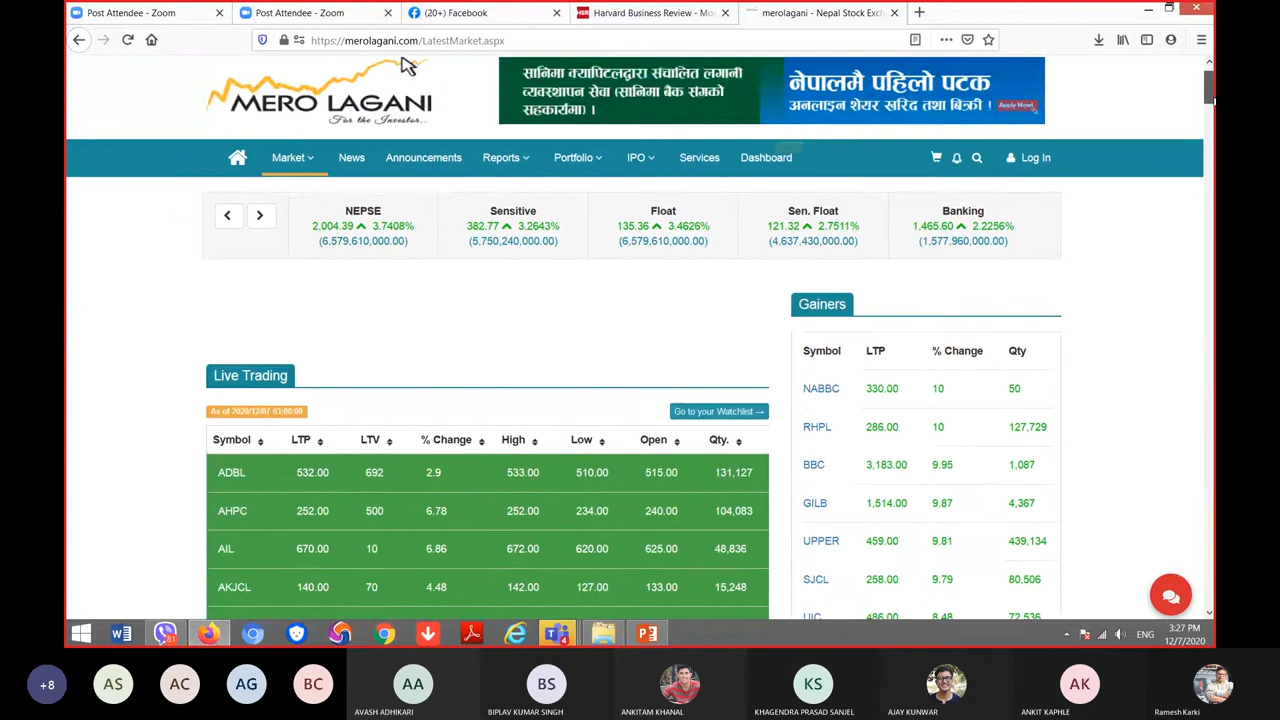 Post Attendee - Zoom
Post Attendee - Zoom
(20+) Facebook
Harvard Business Review - Mo
merolagani - Nepal Stock Exch
https://merolagani.com/LatestMarket.aspx
MERO LAGANI
For the Investor..
सानिमा क्यापिटलद्वारा संचालित लगानी
व्यवस्थापन सेवा (सानिमा बैंक संगको
सहकार्यमा) ।
नेपालमै पहिलो पटक
अनलाइन शेयर खरिद तथा बिक्री !
Apply Now!
Market News Announcements Reports Portfolio IPO Services Dashboard Log In
NEPSE Sensitive Float Sen. Float Banking
2,004.39 3.7408% 382.77 3.2643% 135.36 3.4626% 121.32 2.7511% 1,465.60 2.2256%
(6,579,610,000.00) (5,750,240,000.00) (6,579,610,000.00) (4,637,430,000.00) (1,577,960,000.00)
Live Trading
As of 2020/12/07 03:00:00
Go to your Watchlist →
Symbol LTP LTV % Change High Low Open Qty.
ADBL 532.00 692 2.9 533.00 510.00 515.00 131,127
AHPC 252.00 500 6.78 252.00 234.00 240.00 104,083
AIL 670.00 10 6.86 672.00 620.00 625.00 48,836
AKJCL 140.00 70 4.48 142.00 127.00 133.00 15,248
Gainers
Symbol LTP % Change Qty
NABBC 330.00 10 50
RHPL 286.00 10 127,729
BBC 3,183.00 9.95 1,087
GILB 1,514.00 9.87 4,367
UPPER 459.00 9.81 439,134
SJCL 258.00 9.79 80,506
UIC 486.00 8.48 72,536
81
4
ENG
3:27 PM
12/7/2020
+8 AS AC AG BC AA BS KS AK
AVASH ADHIKARI
BIPLAV KUMAR SINGH
ANKITAM KHANAL
KHAGENDRA PRASAD SANJEL
AJAY KUNWAR
ANKIT KAPHLE
Ramesh Karki